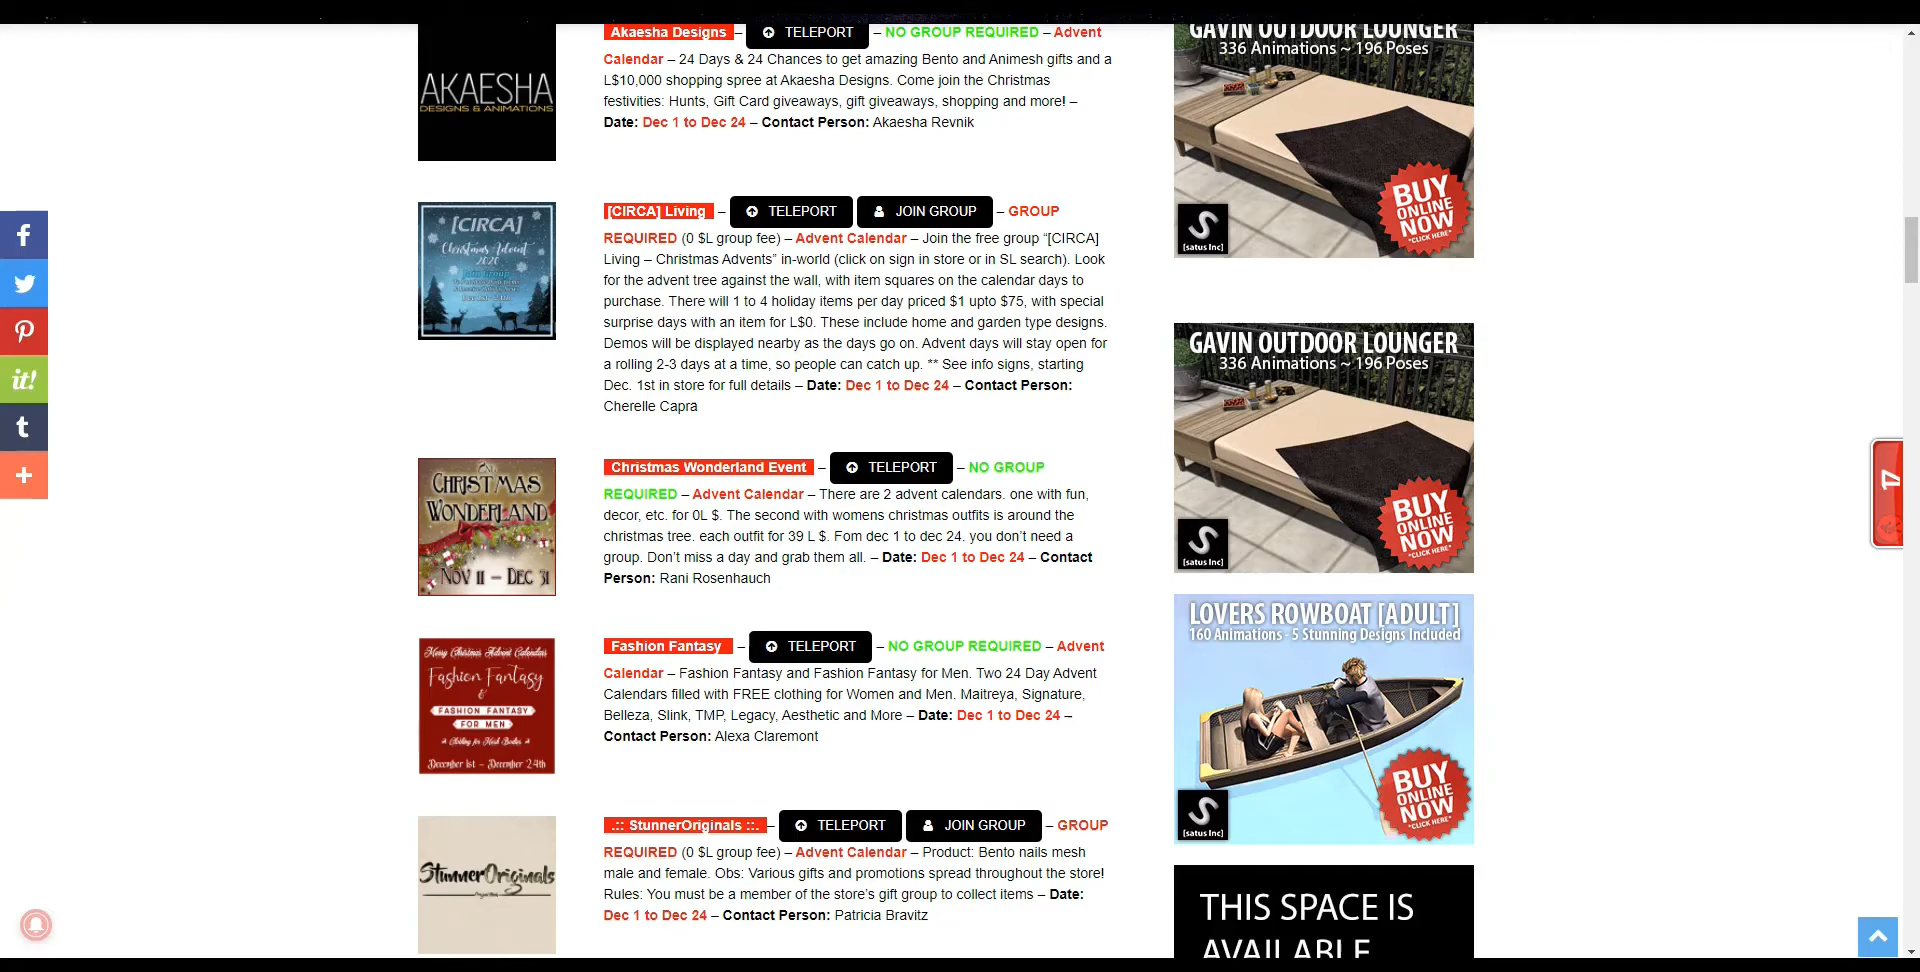 Akaesha Designs – TELEPORT – NO GROUP REQUIRED – Advent
Calendar – 24 Days & 24 Chances to get amazing Bento and Animesh gifts and a
L$10,000 shopping spree at Akaesha Designs. Come join the Christmas
festivities: Hunts, Gift Card giveaways, gift giveaways, shopping and more! –
Date: Dec 1 to Dec 24 – Contact Person: Akaesha Revnik
AKAESHA
DESIGNS & ANIMATIONS
[CIRCA]
Christmas Advent
2020
Join Group
[CIRCA] Living – TELEPORT JOIN GROUP – GROUP
REQUIRED (0 $L group fee) – Advent Calendar – Join the free group “[CIRCA]
Living – Christmas Advents” in-world (click on sign in store or in SL search). Look
for the advent tree against the wall, with item squares on the calendar days to
purchase. There will 1 to 4 holiday items per day priced $1 upto $75, with special
surprise days with an item for L$0. These include home and garden type designs.
Demos will be displayed nearby as the days go on. Advent days will stay open for
a rolling 2-3 days at a time, so people can catch up. ** See info signs, starting
Dec. 1st in store for full details – Date: Dec 1 to Dec 24 – Contact Person:
Cherelle Capra
CHRISTMAS
WONDERLAND
NOV 11 – DEC 31
Christmas Wonderland Event – TELEPORT – NO GROUP
REQUIRED – Advent Calendar – There are 2 advent calendars. one with fun,
decor, etc. for 0L $. The second with womens christmas outfits is around the
christmas tree. each outfit for 39 L $. Fom dec 1 to dec 24. you don’t need a
group. Don’t miss a day and grab them all. – Date: Dec 1 to Dec 24 – Contact
Person: Rani Rosenhauch
Merry Christmas Advent Calendars
Fashion Fantasy
&
FASHION FANTASY
FOR MEN
Clothing for Mesh Bodies
December 1st – December 24th
Fashion Fantasy – TELEPORT – NO GROUP REQUIRED – Advent
Calendar – Fashion Fantasy and Fashion Fantasy for Men. Two 24 Day Advent
Calendars filled with FREE clothing for Women and Men. Maitreya, Signature,
Belleza, Slink, TMP, Legacy, Aesthetic and More – Date: Dec 1 to Dec 24 –
Contact Person: Alexa Claremont
StunnerOriginals
.:: StunnerOriginals ::. – TELEPORT JOIN GROUP – GROUP
REQUIRED (0 $L group fee) – Advent Calendar – Product: Bento nails mesh
male and female. Obs: Various gifts and promotions spread throughout the store!
Rules: You must be a member of the store’s gift group to collect items – Date:
Dec 1 to Dec 24 – Contact Person: Patricia Bravitz
GAVIN OUTDOOR LOUNGER
336 Animations ~ 196 Poses
BUY
ONLINE
NOW
*CLICK HERE*
[satus Inc]
GAVIN OUTDOOR LOUNGER
336 Animations ~ 196 Poses
BUY
ONLINE
NOW
*CLICK HERE*
[satus Inc]
LOVERS ROWBOAT [ADULT]
160 Animations - 5 Stunning Designs Included
BUY
ONLINE
NOW
*CLICK HERE*
[satus Inc]
THIS SPACE IS
AVAILABLE
it!